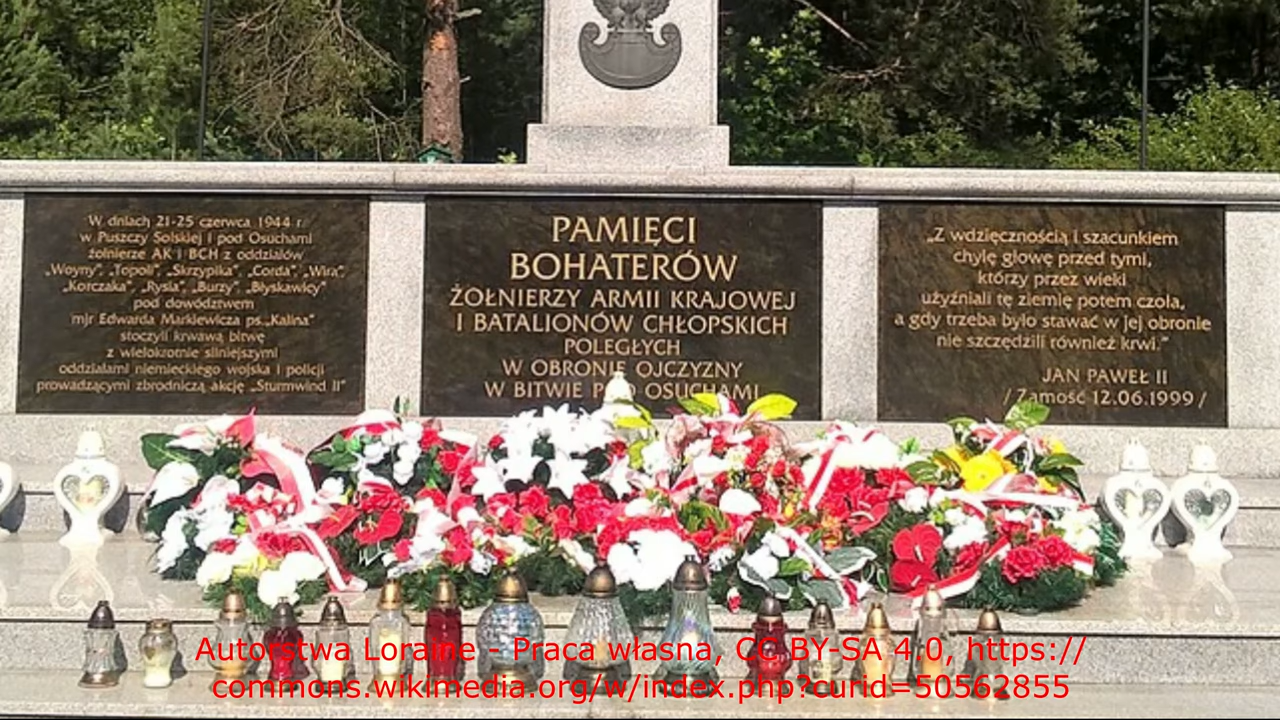 W dniach 21-25 czerwca 1944 r.
w Puszczy Solskiej i pod Osuchami
żołnierze AK i BCH z oddziałów
„Woyny”, „Topoli”, „Skrzypika”, „Corda”, „Wira”,
„Korczaka”, „Rysia”, „Burzy”, „Błyskawicy”
pod dowództwem
mjr Edwarda Markiewicza ps. „Kalina”
stoczyli krwawą bitwę
z wielokrotnie silniejszymi
oddziałami niemieckiego wojska i policji
prowadzącymi zbrodniczą akcję „Sturmwind II”
PAMIĘCI
BOHATERÓW
ŻOŁNIERZY ARMII KRAJOWEJ
I BATALIONÓW CHŁOPSKICH
POLEGŁYCH
W OBRONIE OJCZYZNY
W BITWIE POD OSUCHAMI
„Z wdzięcznością i szacunkiem
chylę głowę przed tymi,
którzy przez wieki
użyźniali tę ziemię potem czoła,
a gdy trzeba było stawać w jej obronie
nie szczędzili również krwi.”
JAN PAWEŁ II
/ Zamość 12.06.1999 /
Autorstwa Loraine - Praca własna, CC BY-SA 4.0, https://
commons.wikimedia.org/w/index.php?curid=50562855